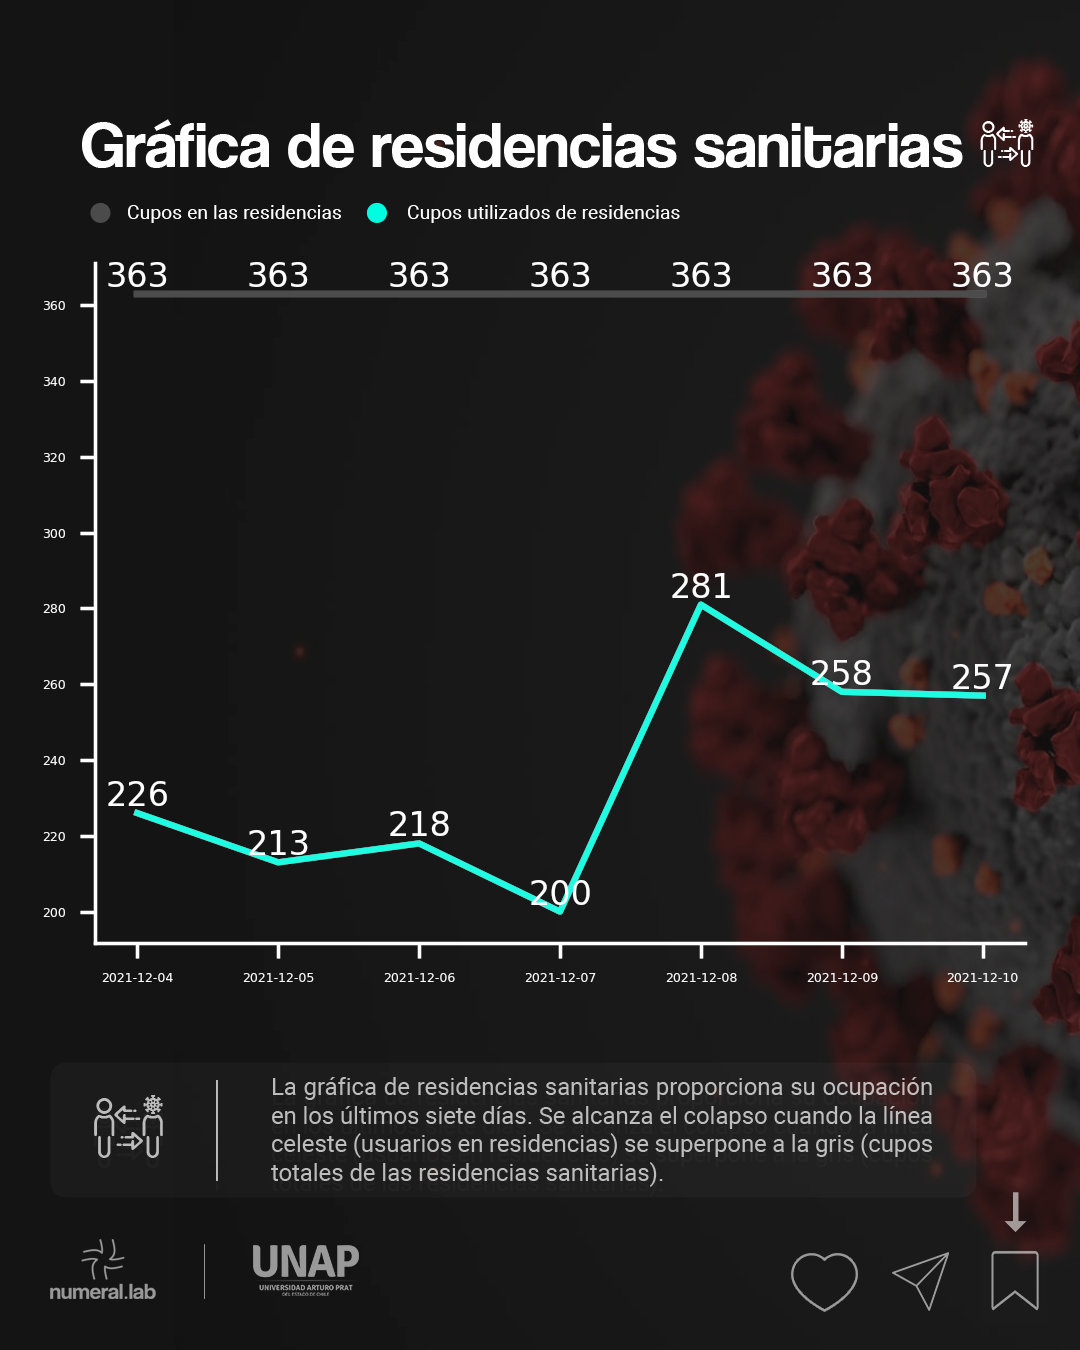 Gráfica de residencias sanitarias
Cupos en las residencias Cupos utilizados de residencias
363 363 363 363 363 363 363
360
340
320
300
280
260
240
220
200
281
258
257
226
213
218
200
2021-12-04 2021-12-05 2021-12-06 2021-12-07 2021-12-08 2021-12-09 2021-12-10
La gráfica de residencias sanitarias proporciona su ocupación
en los últimos siete días. Se alcanza el colapso cuando la línea
celeste (usuarios en residencias) se superpone a la gris (cupos
totales de las residencias sanitarias).
numeral.lab
UNAP
UNIVERSIDAD ARTURO PRAT
DEL ESTADO DE CHILE